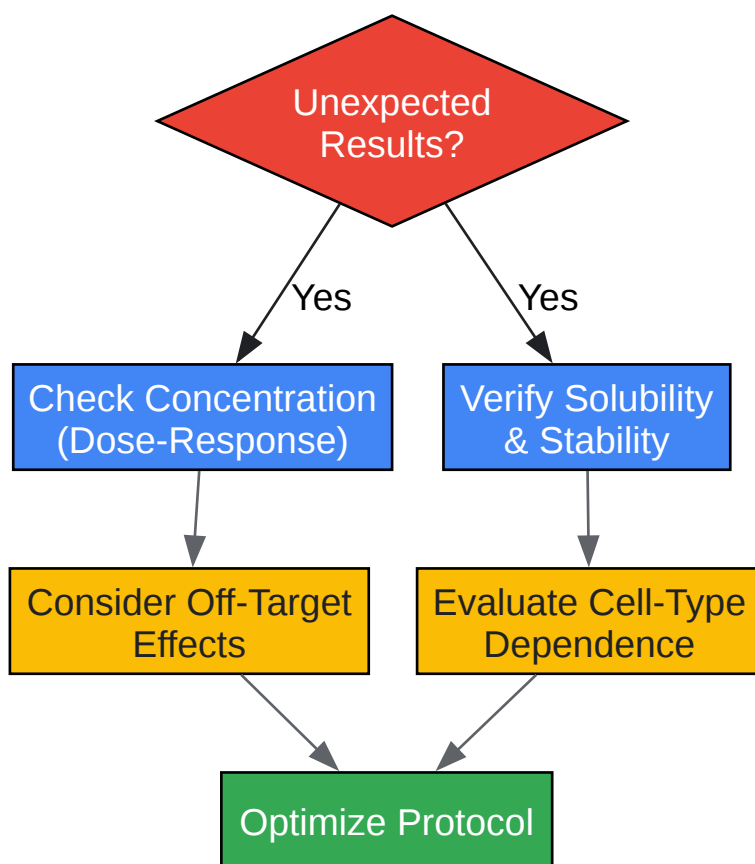 Unexpected
Results?
Yes
Yes
Check Concentration
(Dose-Response)
Verify Solubility
& Stability
Consider Off-Target
Effects
Evaluate Cell-Type
Dependence
Optimize Protocol